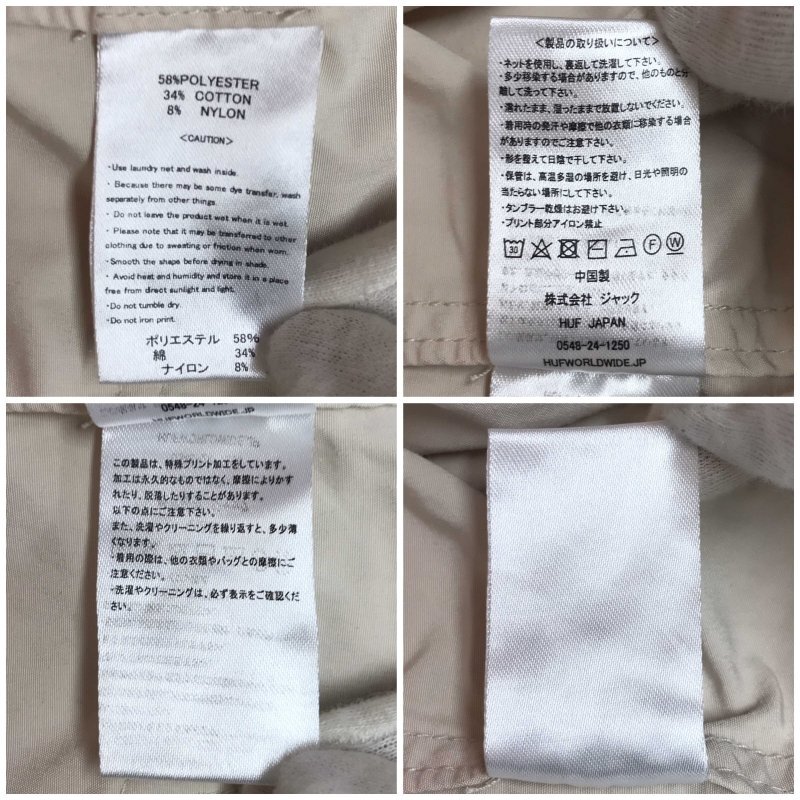 58%POLYESTER
34% COTTON
8% NYLON
<CAUTION>
・Use laundry net and wash inside.
・Because there may be some dye transfer, wash
separately from other things.
・Do not leave the product wet when it is wet.
・Please note that it may be transferred to other
clothing due to sweating or friction when worn.
・Smooth the shape before drying in shade.
・Avoid heat and humidity and store it in a place
free from direct sunlight and light.
・Do not tumble dry.
・Do not iron print.
ポリエステル 58%
綿 34%
ナイロン 8%
<製品の取り扱いについて>
・ネットを使用し、裏返して洗濯して下さい。
・多少移染する場合がありますので、他のものと分
離して洗って下さい。
・濡れたまま、湿ったままで放置しないでください。
・着用時の発汗や摩擦で他の衣類に移染する場合
がありますのでご注意下さい。
・形を整えて日陰で干して下さい。
・保管は、高温多湿の場所を避け、日光や照明の
当たらない場所にして下さい。
・タンブラー乾燥はお避け下さい。
・プリント部分アイロン禁止
30 F W
中国製
株式会社 ジャック
HUF JAPAN
0548-24-1250
HUFWORLDWIDE.JP
0548-24-1250
HUFWORLDWIDE.JP
この製品は、特殊プリント加工をしています。
加工は永久的なものではなく、摩擦によりかす
れたり、脱落したりすることがあります。
以下の点にご注意下さい。
また、洗濯やクリーニングを繰り返すと、多少薄
くなります。
・着用の際は、他の衣類やバッグとの摩擦にご
注意ください。
・洗濯やクリーニングは、必ず表示をご確認くだ
さい。